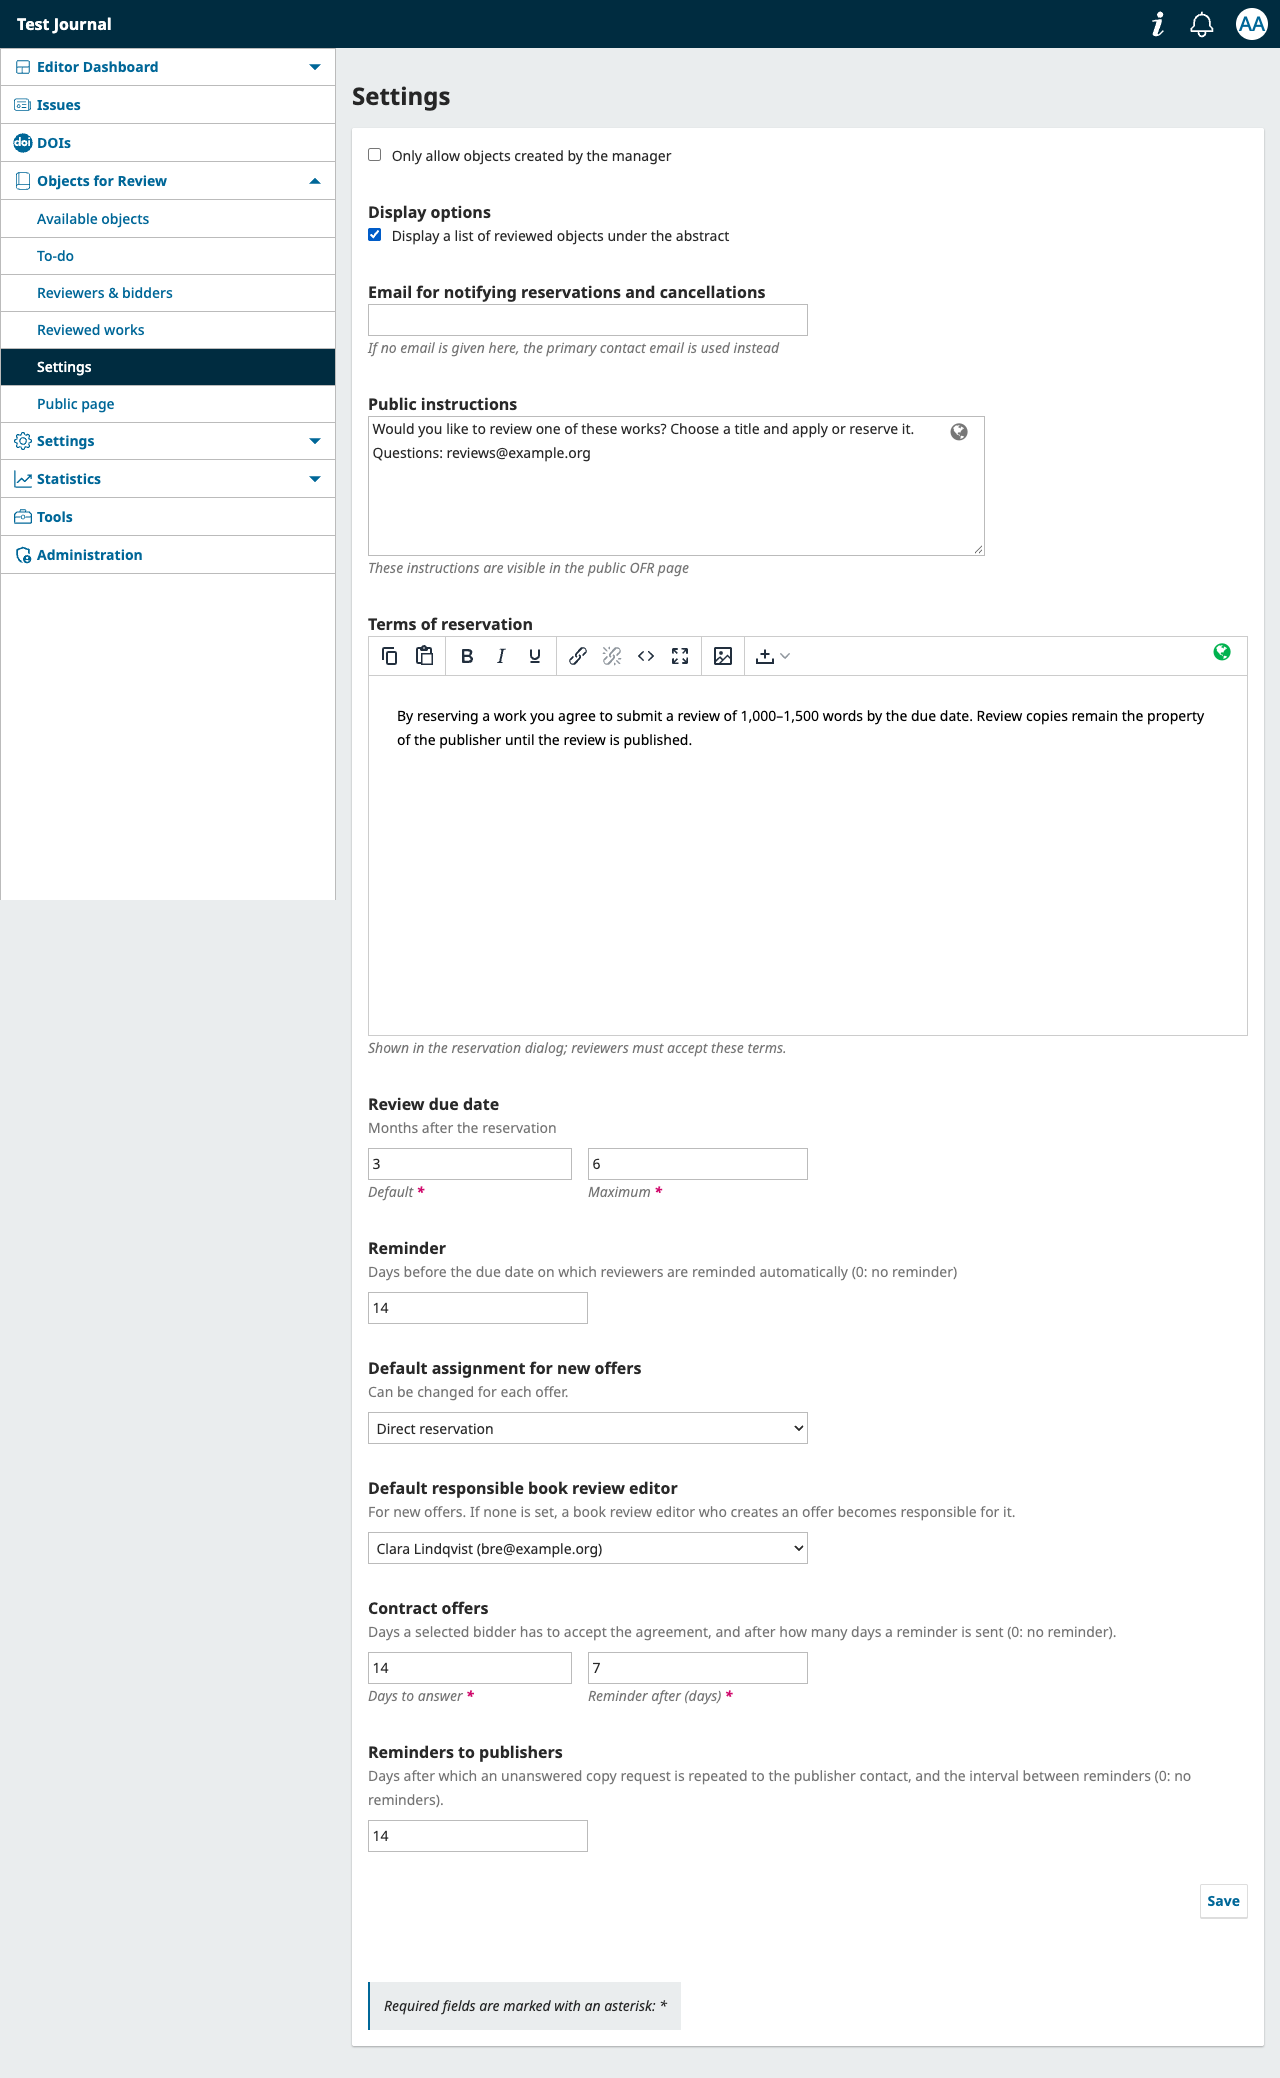 Test Journal
AA
Editor Dashboard
Issues
doi DOIs
Objects for Review
Available objects
To-do
Reviewers & bidders
Reviewed works
Settings
Public page
Settings
Statistics
Tools
Administration
Settings
Only allow objects created by the manager
Display options
Display a list of reviewed objects under the abstract
Email for notifying reservations and cancellations
If no email is given here, the primary contact email is used instead
Public instructions
Would you like to review one of these works? Choose a title and apply or reserve it.
Questions: reviews@example.org
These instructions are visible in the public OFR page
Terms of reservation
By reserving a work you agree to submit a review of 1,000–1,500 words by the due date. Review copies remain the property
of the publisher until the review is published.
Shown in the reservation dialog; reviewers must accept these terms.
Review due date
Months after the reservation
3 6
Default * Maximum *
Reminder
Days before the due date on which reviewers are reminded automatically (0: no reminder)
14
Default assignment for new offers
Can be changed for each offer.
Direct reservation
Default responsible book review editor
For new offers. If none is set, a book review editor who creates an offer becomes responsible for it.
Clara Lindqvist (bre@example.org)
Contract offers
Days a selected bidder has to accept the agreement, and after how many days a reminder is sent (0: no reminder).
14 7
Days to answer * Reminder after (days) *
Reminders to publishers
Days after which an unanswered copy request is repeated to the publisher contact, and the interval between reminders (0: no
reminders).
14
Save
Required fields are marked with an asterisk: *